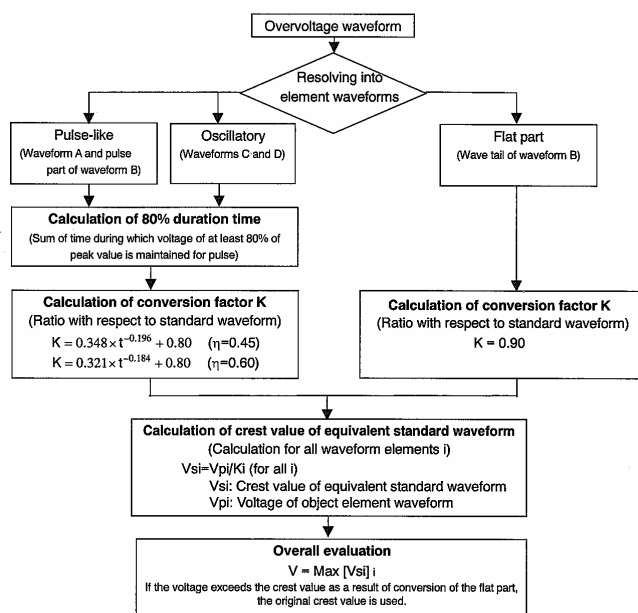 Overvoltage waveform
Resolving into
element waveforms
Pulse-like
(Waveform A and pulse
part of waveform B)
Oscillatory
(Waveforms C and D)
Flat part
(Wave tail of waveform B)
Calculation of 80% duration time
(Sum of time during which voltage of at least 80% of
peak value is maintained for pulse)
Calculation of conversion factor K
(Ratio with respect to standard waveform)
K = 0.348 × t^-0.196 + 0.80 (η=0.45)
K = 0.321 × t^-0.184 + 0.80 (η=0.60)
Calculation of conversion factor K
(Ratio with respect to standard waveform)
K = 0.90
Calculation of crest value of equivalent standard waveform
(Calculation for all waveform elements i)
Vsi=Vpi/Ki (for all i)
Vsi: Crest value of equivalent standard waveform
Vpi: Voltage of object element waveform
Overall evaluation
V = Max [Vsi] i
If the voltage exceeds the crest value as a result of conversion of the flat part,
the original crest value is used.